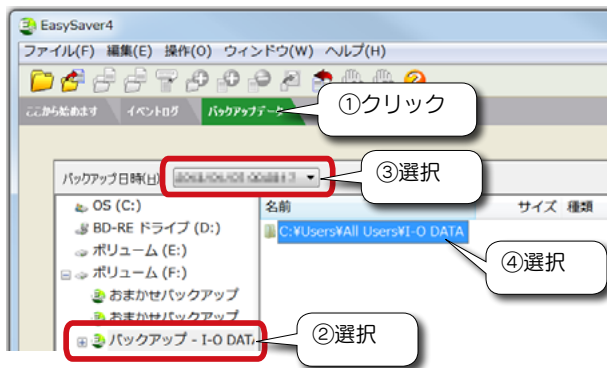 EasySaver4
ファイル(F) 編集(E) 操作(O) ウィンドウ(W) ヘルプ(H)
ここから始めます イベントログ バックアップデータ
①クリック
バックアップ日時(H)
③選択
OS (C:)
BD-RE ドライブ (D:)
ボリューム (E:)
ボリューム (F:)
おまかせバックアップ
おまかせバックアップ
バックアップ - I-O DATA
②選択
名前 サイズ 種類
C:¥Users¥All Users¥I-O DATA
④選択